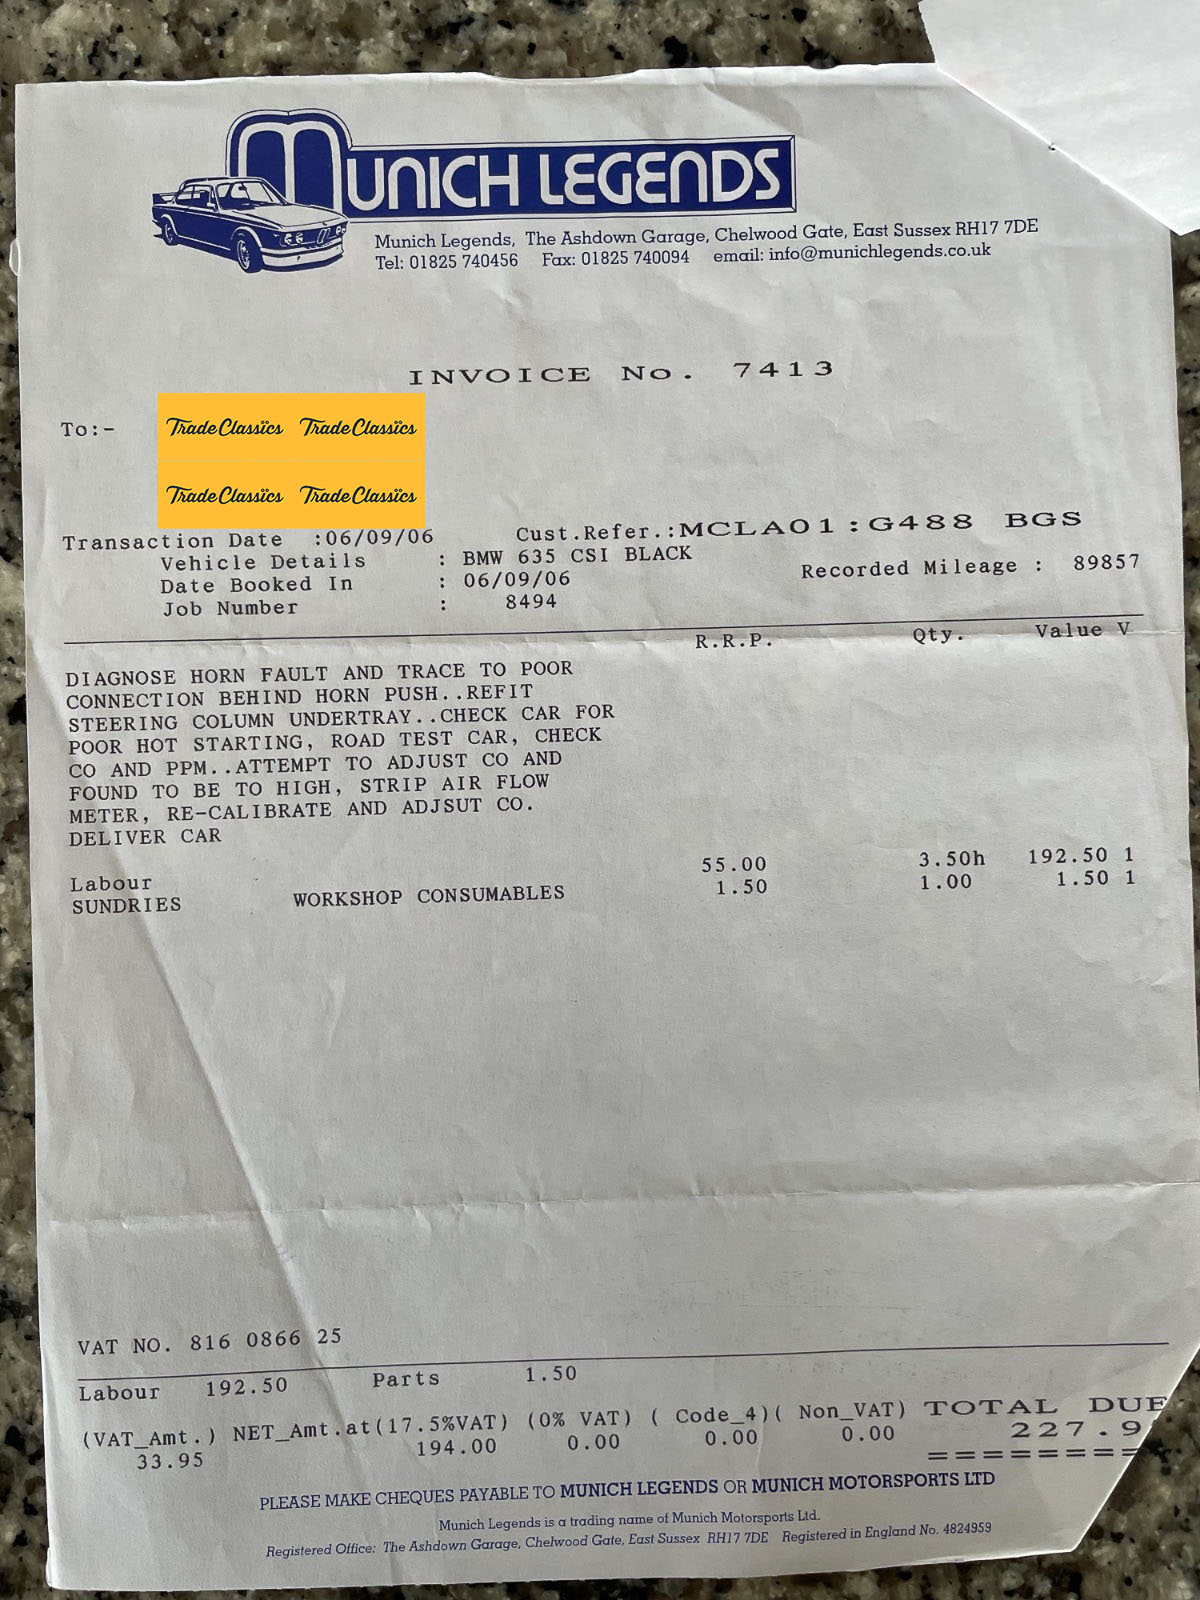 MUNICH LEGENDS
Munich Legends, The Ashdown Garage, Chelwood Gate, East Sussex RH17 7DE
Tel: 01825 740456 Fax: 01825 740094 email: info@munichlegends.co.uk
INVOICE No. 7413
To:-
Trade Classics Trade Classics
Trade Classics Trade Classics
Transaction Date :06/09/06 Cust.Refer.:MCLA01:G488 BGS
Vehicle Details : BMW 635 CSI BLACK
Date Booked In : 06/09/06 Recorded Mileage : 89857
Job Number : 8494
R.R.P. Qty. Value V
DIAGNOSE HORN FAULT AND TRACE TO POOR
CONNECTION BEHIND HORN PUSH..REFIT
STEERING COLUMN UNDERTRAY..CHECK CAR FOR
POOR HOT STARTING, ROAD TEST CAR, CHECK
CO AND PPM..ATTEMPT TO ADJUST CO AND
FOUND TO BE TO HIGH, STRIP AIR FLOW
METER, RE-CALIBRATE AND ADJSUT CO.
DELIVER CAR
Labour 55.00 3.50h 192.50 1
SUNDRIES WORKSHOP CONSUMABLES 1.50 1.00 1.50 1
VAT NO. 816 0866 25
Labour 192.50 Parts 1.50
(VAT_Amt.) NET_Amt.at(17.5%VAT) (0% VAT) ( Code_4)( Non_VAT) TOTAL DUE
33.95 194.00 0.00 0.00 0.00 227.9
=========
PLEASE MAKE CHEQUES PAYABLE TO MUNICH LEGENDS OR MUNICH MOTORSPORTS LTD
Munich Legends is a trading name of Munich Motorsports Ltd.
Registered Office: The Ashdown Garage, Chelwood Gate, East Sussex RH17 7DE Registered in England No. 4824959